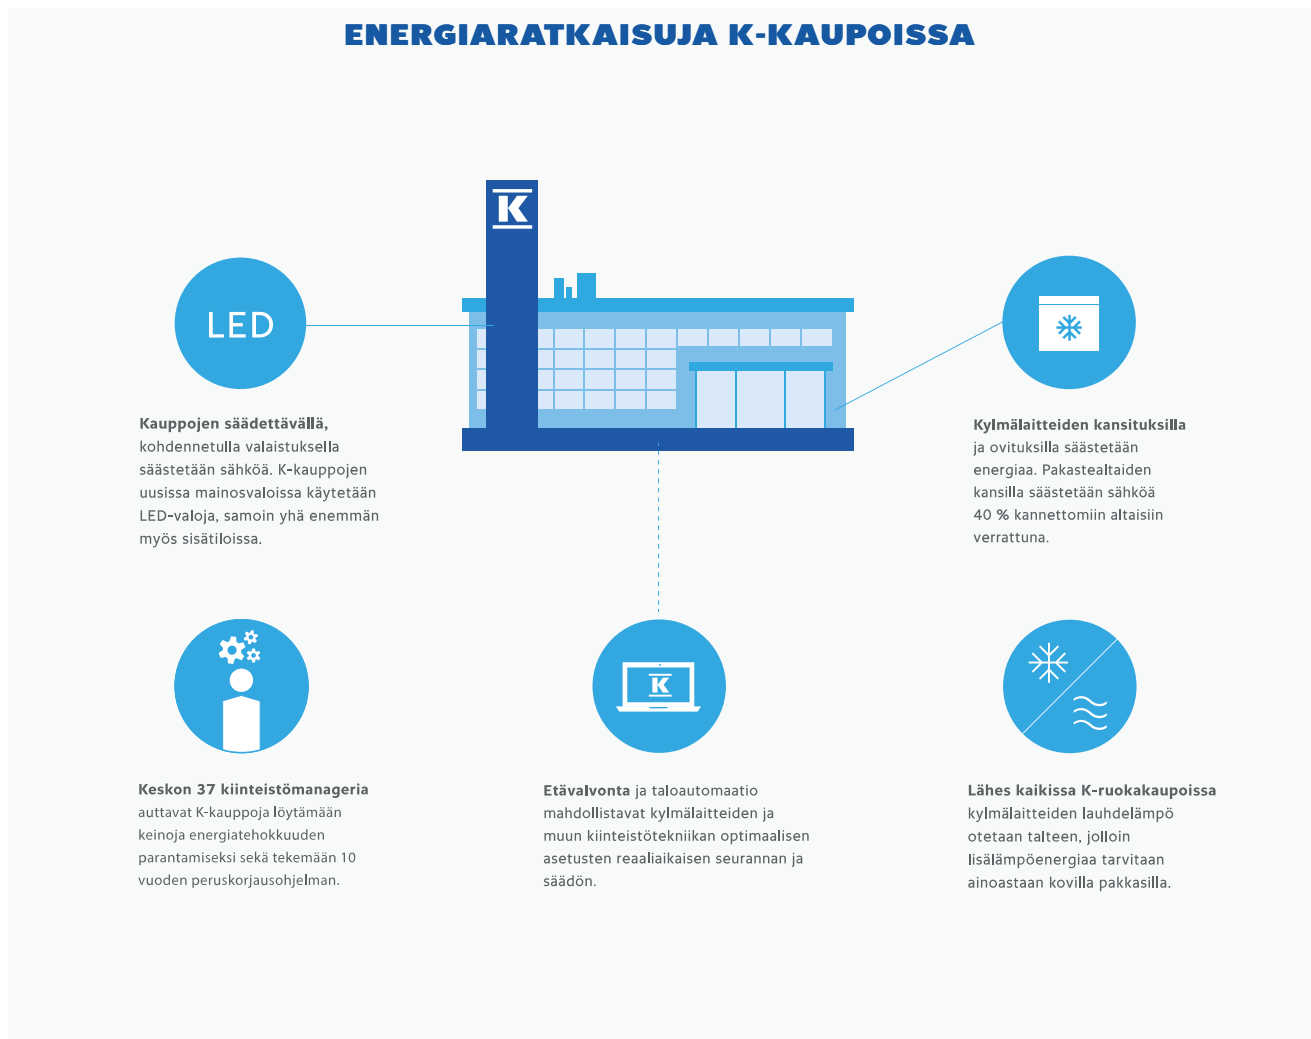 ENERGIARATKAISUJA K-KAUPOISSA
K
LED
Kauppojen säädettävällä,
kohdennetulla valaistuksella
säästetään sähköä. K-kauppojen
uusissa mainosvaloissa käytetään
LED-valoja, samoin yhä enemmän
myös sisätiloissa.
Kylmälaitteiden kansituksilla
ja ovituksilla säästetään
energiaa. Pakastealtaiden
kansilla säästetään sähköä
40 % kannettomiin altaisiin
verrattuna.
Keskon 37 kiinteistömanageria
auttavat K-kauppoja löytämään
keinoja energiatehokkuuden
parantamiseksi sekä tekemään 10
vuoden peruskorjausohjelman.
K
Etävalvonta ja taloautomaatio
mahdollistavat kylmälaitteiden ja
muun kiinteistötekniikan optimaalisen
asetusten reaaliaikaisen seurannan ja
säädön.
Lähes kaikissa K-ruokakaupoissa
kylmälaitteiden lauhdelämpö
otetaan talteen, jolloin
lisälämpöenergiaa tarvitaan
ainoastaan kovilla pakkasilla.